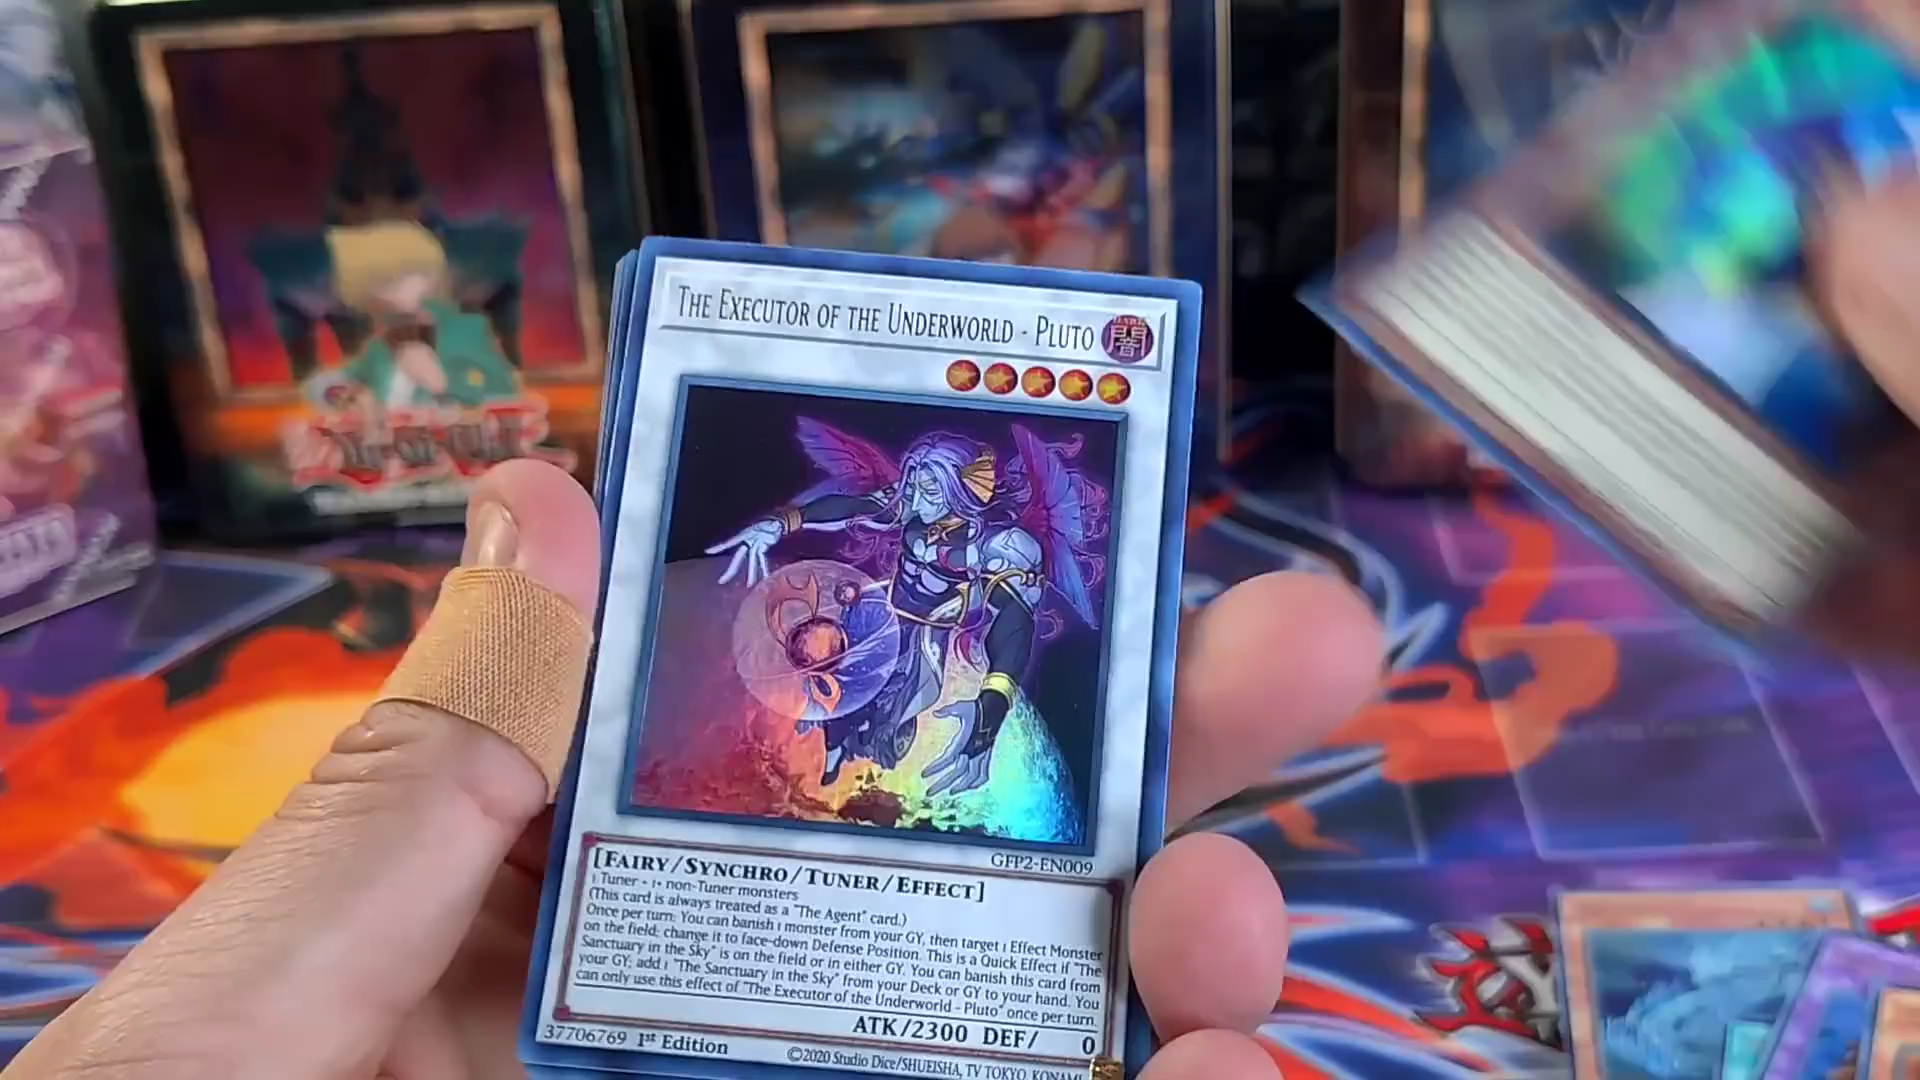 THE EXECUTOR OF THE UNDERWORLD - PLUTO
闇
GFP2-EN009
[FAIRY/SYNCHRO/TUNER/EFFECT]
1 Tuner + 1+ non-Tuner monsters
(This card is always treated as a "The Agent" card.)
Once per turn: You can banish 1 monster from your GY, then target 1 Effect Monster
on the field; change it to face-down Defense Position. This is a Quick Effect if "The
Sanctuary in the Sky" is on the field or in either GY. You can banish this card from
your GY; add 1 "The Sanctuary in the Sky" from your Deck or GY to your hand. You
can only use this effect of "The Executor of the Underworld - Pluto" once per turn.
ATK/2300 DEF/ 0
37706769 1st Edition
©2020 Studio Dice/SHUEISHA, TV TOKYO, KONAMI